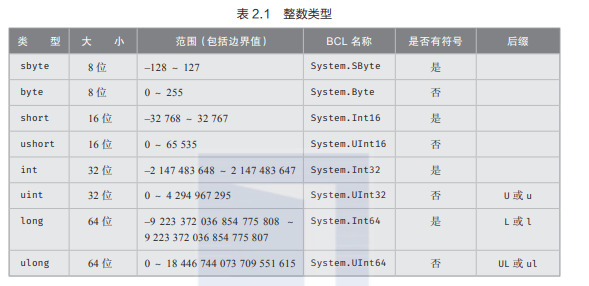 表 2.1 整数类型
类 型 大 小 范围（包括边界值） BCL 名称 是否有符号 后缀
sbyte 8 位 –128 ~ 127 System.SByte 是
byte 8 位 0 ~ 255 System.Byte 否
short 16 位 –32 768 ~ 32 767 System.Int16 是
ushort 16 位 0 ~ 65 535 System.UInt16 否
int 32 位 –2 147 483 648 ~ 2 147 483 647 System.Int32 是
uint 32 位 0 ~ 4 294 967 295 System.UInt32 否 U 或 u
long 64 位 –9 223 372 036 854 775 808 ~ System.Int64 是 L 或 l
9 223 372 036 854 775 807
ulong 64 位 0 ~ 18 446 744 073 709 551 615 System.UInt64 否 UL 或 ul